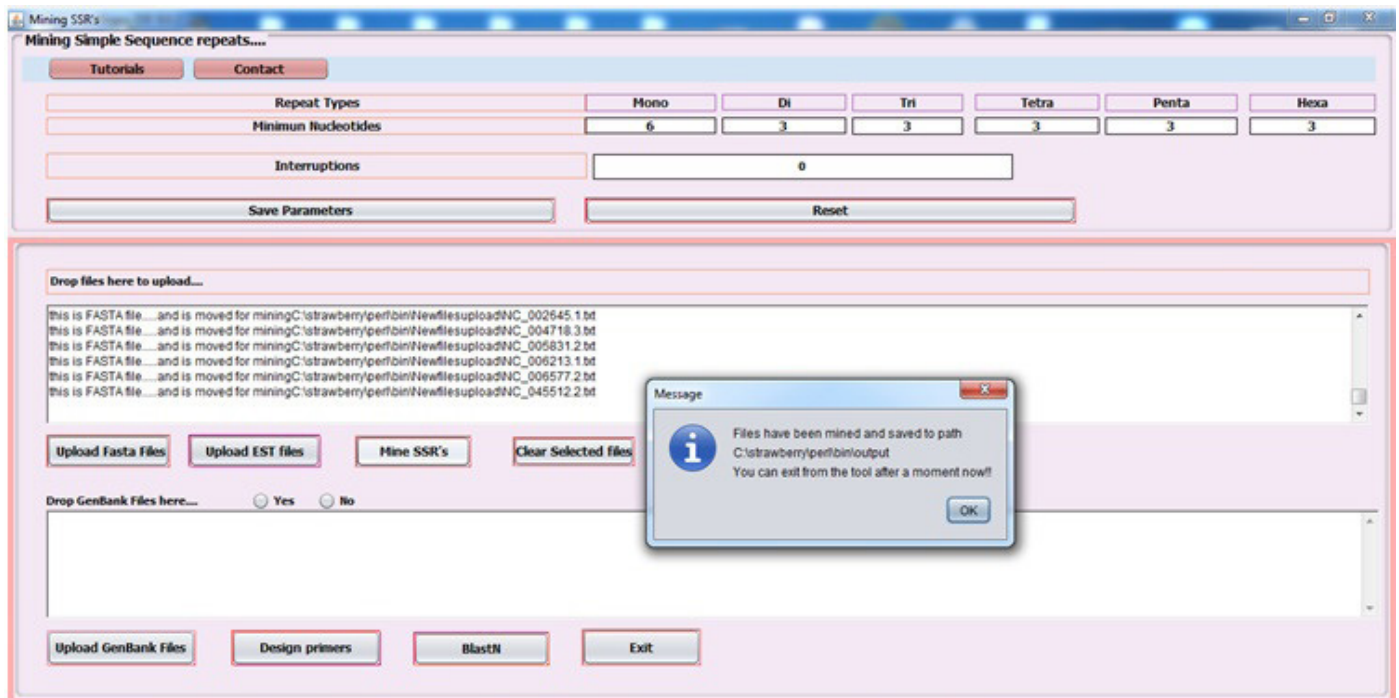 Mining SSR's
Mining Simple Sequence repeats....
Tutorials Contact
Repeat Types Mono Di Tri Tetra Penta Hexa
Minimun Nucleotides 6 3 3 3 3 3
Interruptions 0
Save Parameters Reset
Drop files here to upload....
this is FASTA file.....and is moved for miningC:\strawberry\perl\bin\Newfilesupload\NC_002645.1.txt
this is FASTA file.....and is moved for miningC:\strawberry\perl\bin\Newfilesupload\NC_004718.3.txt
this is FASTA file.....and is moved for miningC:\strawberry\perl\bin\Newfilesupload\NC_005831.2.txt
this is FASTA file.....and is moved for miningC:\strawberry\perl\bin\Newfilesupload\NC_006213.1.txt
this is FASTA file.....and is moved for miningC:\strawberry\perl\bin\Newfilesupload\NC_006577.2.txt
this is FASTA file.....and is moved for miningC:\strawberry\perl\bin\Newfilesupload\NC_045512.2.txt
Message
Files have been mined and saved to path
C:\strawberry\perl\bin\output
You can exit from the tool after a moment now!!
OK
Upload Fasta Files Upload EST files Mine SSR's Clear Selected files
Drop GenBank Files here.... Yes No
Upload GenBank Files Design primers BlastN Exit